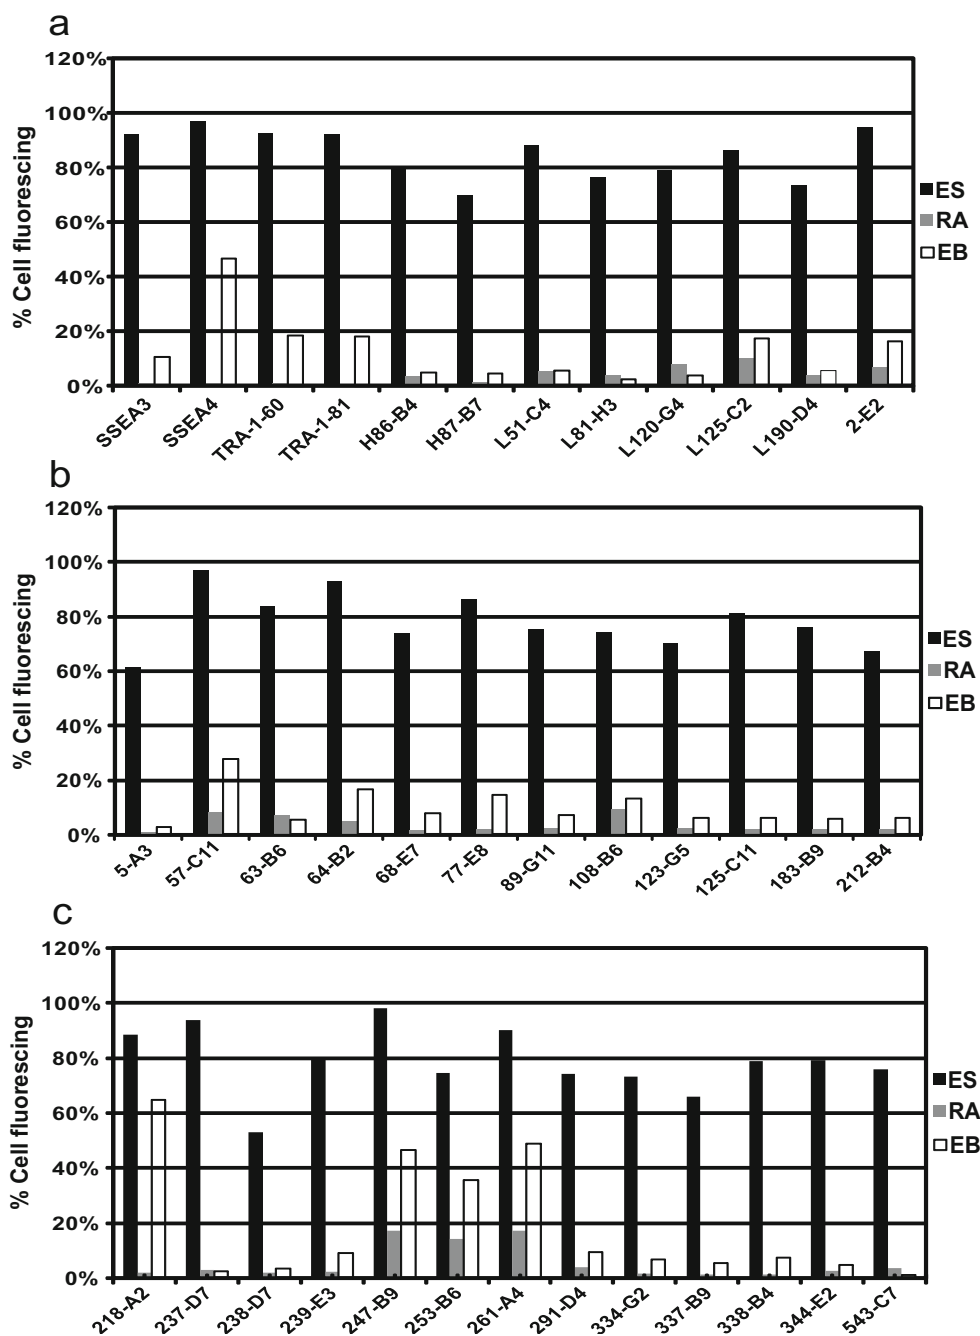 a
120%
100%
80%
60%
40%
20%
0%
% Cell fluorescing
ES
RA
EB
SSEA3
SSEA4
TRA-1-60
TRA-1-81
H86-B4
H87-B7
L51-C4
L81-H3
L120-G4
L125-C2
L190-D4
2-E2
b
120%
100%
80%
60%
40%
20%
0%
% Cell fluorescing
ES
RA
EB
5-A3
57-C11
63-B6
64-B2
68-E7
77-E8
89-G11
108-B6
123-G5
125-C11
183-B9
212-B4
c
120%
100%
80%
60%
40%
20%
0%
% Cell fluorescing
ES
RA
EB
218-A2
237-D7
238-D7
239-E3
247-B9
253-B6
261-A4
291-D4
334-G2
337-B9
338-B4
344-E2
543-C7